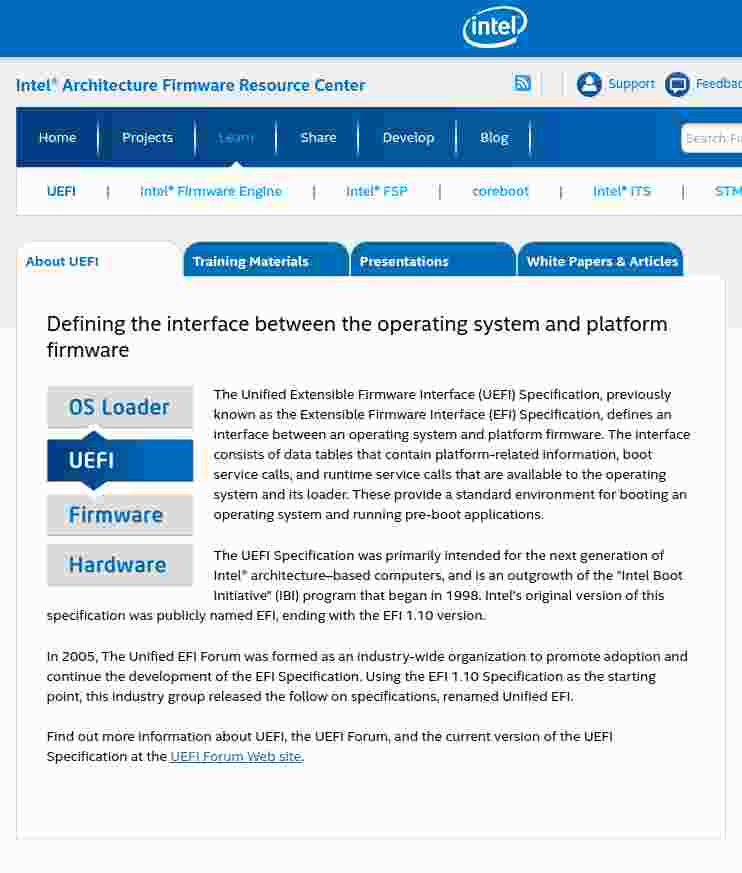 intel
Intel® Architecture Firmware Resource Center
Support
Feedbac
Home
Projects
Learn
Share
Develop
Blog
Search Fi
UEFI | Intel® Firmware Engine | Intel® FSP | coreboot | Intel® ITS | STM
About UEFI
Training Materials
Presentations
White Papers & Articles
Defining the interface between the operating system and platform
firmware
OS Loader
UEFI
Firmware
Hardware
The Unified Extensible Firmware Interface (UEFI) Specification, previously
known as the Extensible Firmware Interface (EFI) Specification, defines an
interface between an operating system and platform firmware. The interface
consists of data tables that contain platform-related information, boot
service calls, and runtime service calls that are available to the operating
system and its loader. These provide a standard environment for booting an
operating system and running pre-boot applications.
The UEFI Specification was primarily intended for the next generation of
Intel® architecture–based computers, and is an outgrowth of the "Intel Boot
Initiative" (IBI) program that began in 1998. Intel's original version of this
specification was publicly named EFI, ending with the EFI 1.10 version.
In 2005, The Unified EFI Forum was formed as an industry-wide organization to promote adoption and
continue the development of the EFI Specification. Using the EFI 1.10 Specification as the starting
point, this industry group released the follow on specifications, renamed Unified EFI.
Find out more information about UEFI, the UEFI Forum, and the current version of the UEFI
Specification at the UEFI Forum Web site.